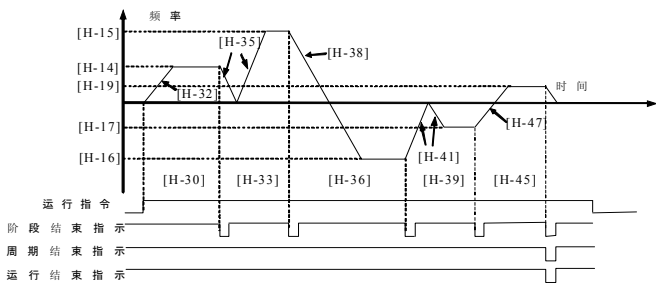 频率
[H-15]
[H-35]
[H-38]
[H-14]
[H-19]
时间
[H-32]
[H-17]
[H-47]
[H-41]
[H-16]
[H-30] [H-33] [H-36] [H-39] [H-45]
运行指令
阶段结束指示
周期结束指示
运行结束指示